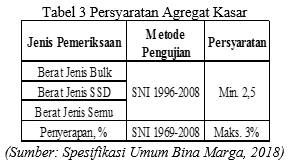 Tabel 3 Persyaratan Agregat Kasar
Jenis Pemeriksaan Metode Pengujian Persyaratan
Berat Jenis Bulk
Berat Jenis SSD SNI 1996-2008 Min. 2,5
Berat Jenis Semu
Penyerapan, % SNI 1969-2008 Maks. 3%
(Sumber: Spesifikasi Umum Bina Marga, 2018)